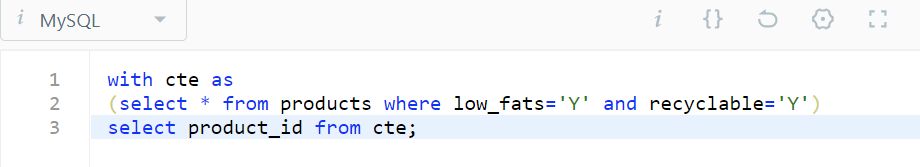 MySQL
1 with cte as
2 (select * from products where low_fats='Y' and recyclable='Y')
3 select product_id from cte;